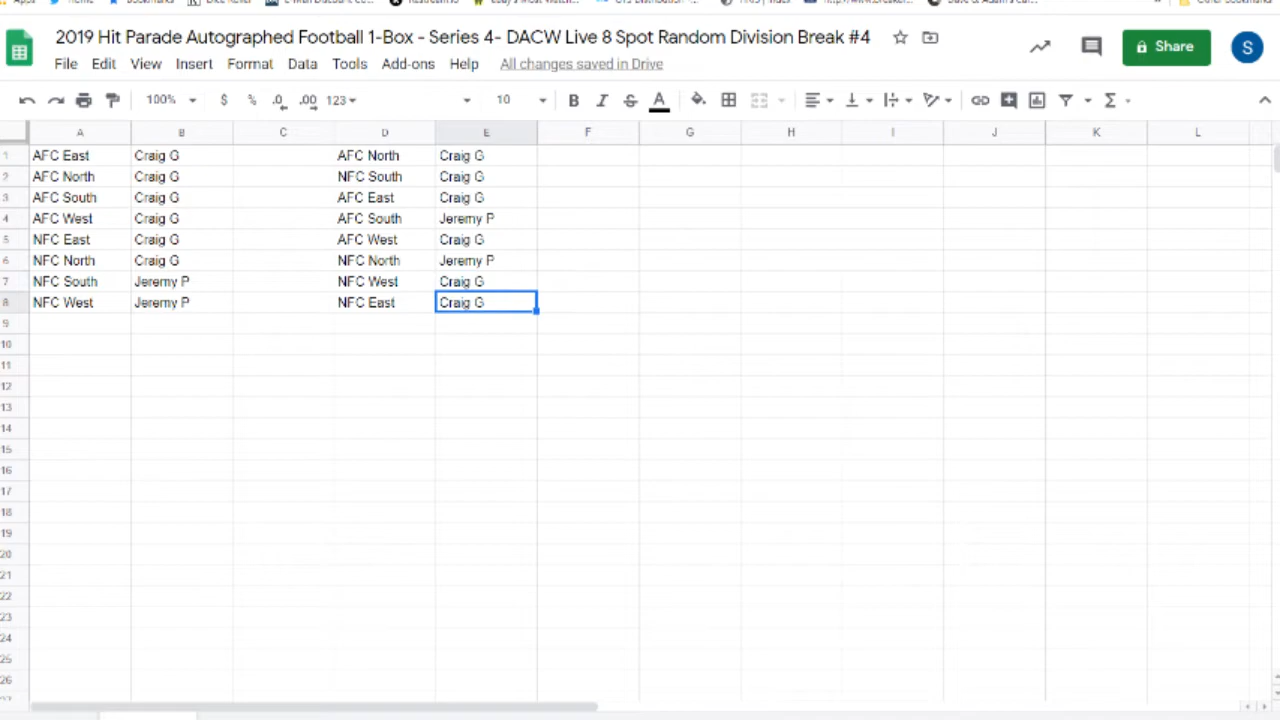 2019 Hit Parade Autographed Football 1-Box - Series 4- DACW Live 8 Spot Random Division Break #4
Share
S
File Edit View Insert Format Data Tools Add-ons Help All changes saved in Drive
100% $ % .0 .00 123 10 B I S A
A B C D E F G H I J K L
1 AFC East Craig G AFC North Craig G
2 AFC North Craig G NFC South Craig G
3 AFC South Craig G AFC East Craig G
4 AFC West Craig G AFC South Jeremy P
5 NFC East Craig G AFC West Craig G
6 NFC North Craig G NFC North Jeremy P
7 NFC South Jeremy P NFC West Craig G
8 NFC West Jeremy P NFC East Craig G
9
10
11
12
13
14
15
16
17
18
19
20
21
22
23
24
25
26